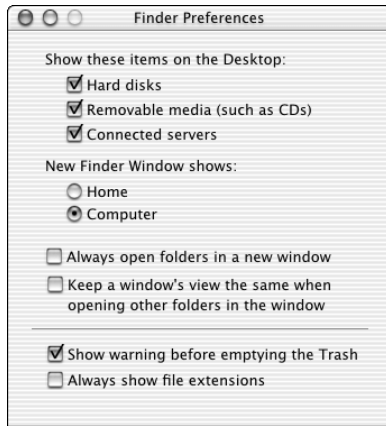 Finder Preferences
Show these items on the Desktop:
Hard disks
Removable media (such as CDs)
Connected servers
New Finder Window shows:
Home
Computer
Always open folders in a new window
Keep a window's view the same when
opening other folders in the window
Show warning before emptying the Trash
Always show file extensions